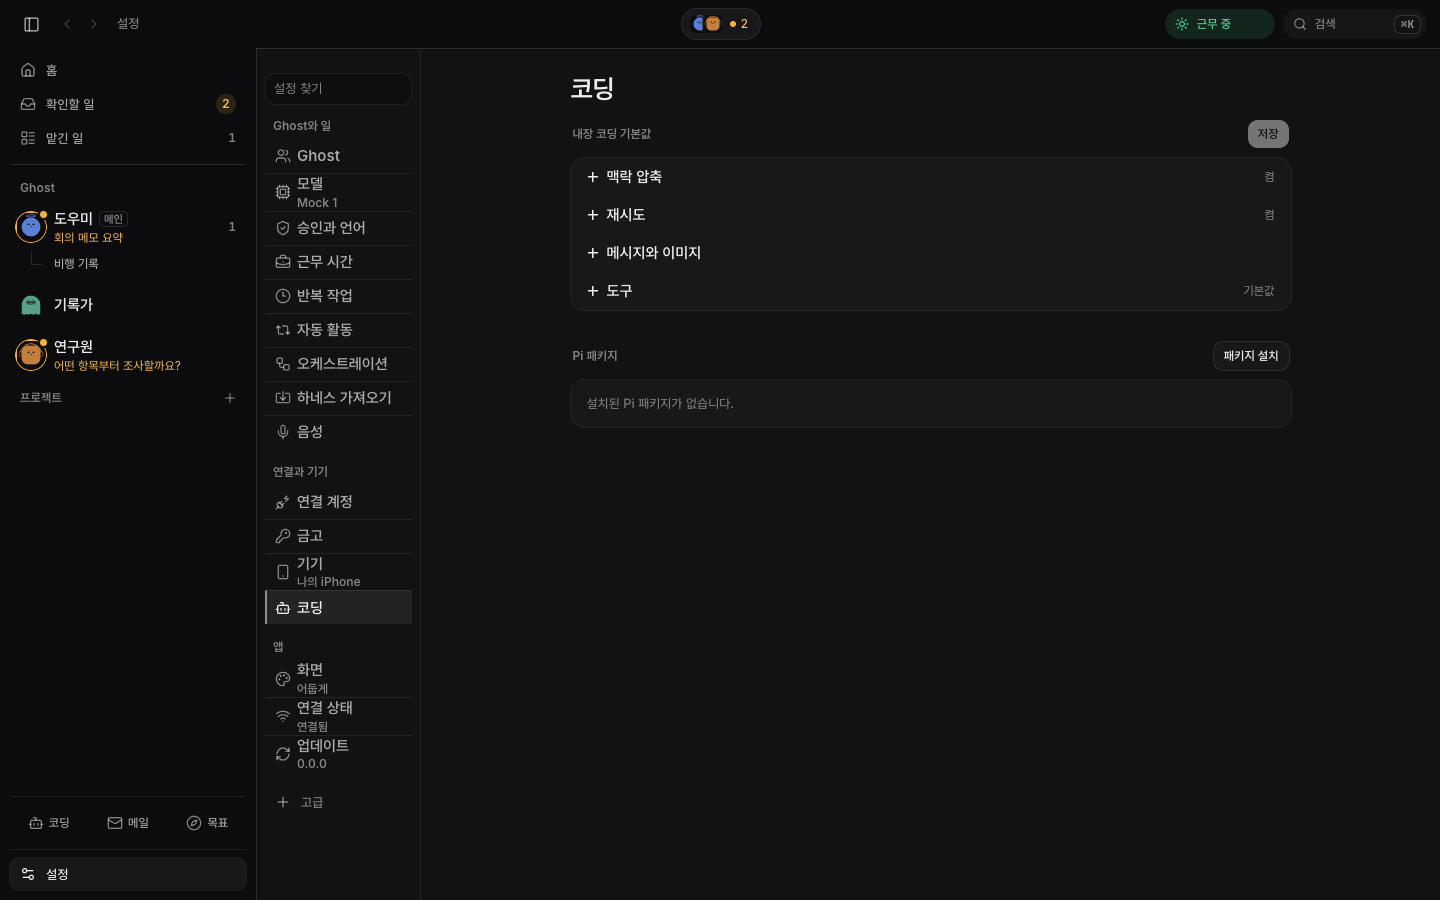 설정
2
근무 중
검색
⌘K
홈
확인할 일
2
맡긴 일
1
Ghost
도우미
메인
회의 메모 요약
1
비행 기록
기록가
연구원
어떤 항목부터 조사할까요?
프로젝트
코딩
메일
목표
설정
설정 찾기
Ghost와 일
Ghost
모델
Mock 1
승인과 언어
근무 시간
반복 작업
자동 활동
오케스트레이션
하네스 가져오기
음성
연결과 기기
연결 계정
금고
기기
나의 iPhone
코딩
앱
화면
어둡게
연결 상태
연결됨
업데이트
0.0.0
고급
코딩
내장 코딩 기본값
저장
맥락 압축
켬
재시도
켬
메시지와 이미지
도구
기본값
Pi 패키지
패키지 설치
설치된 Pi 패키지가 없습니다.